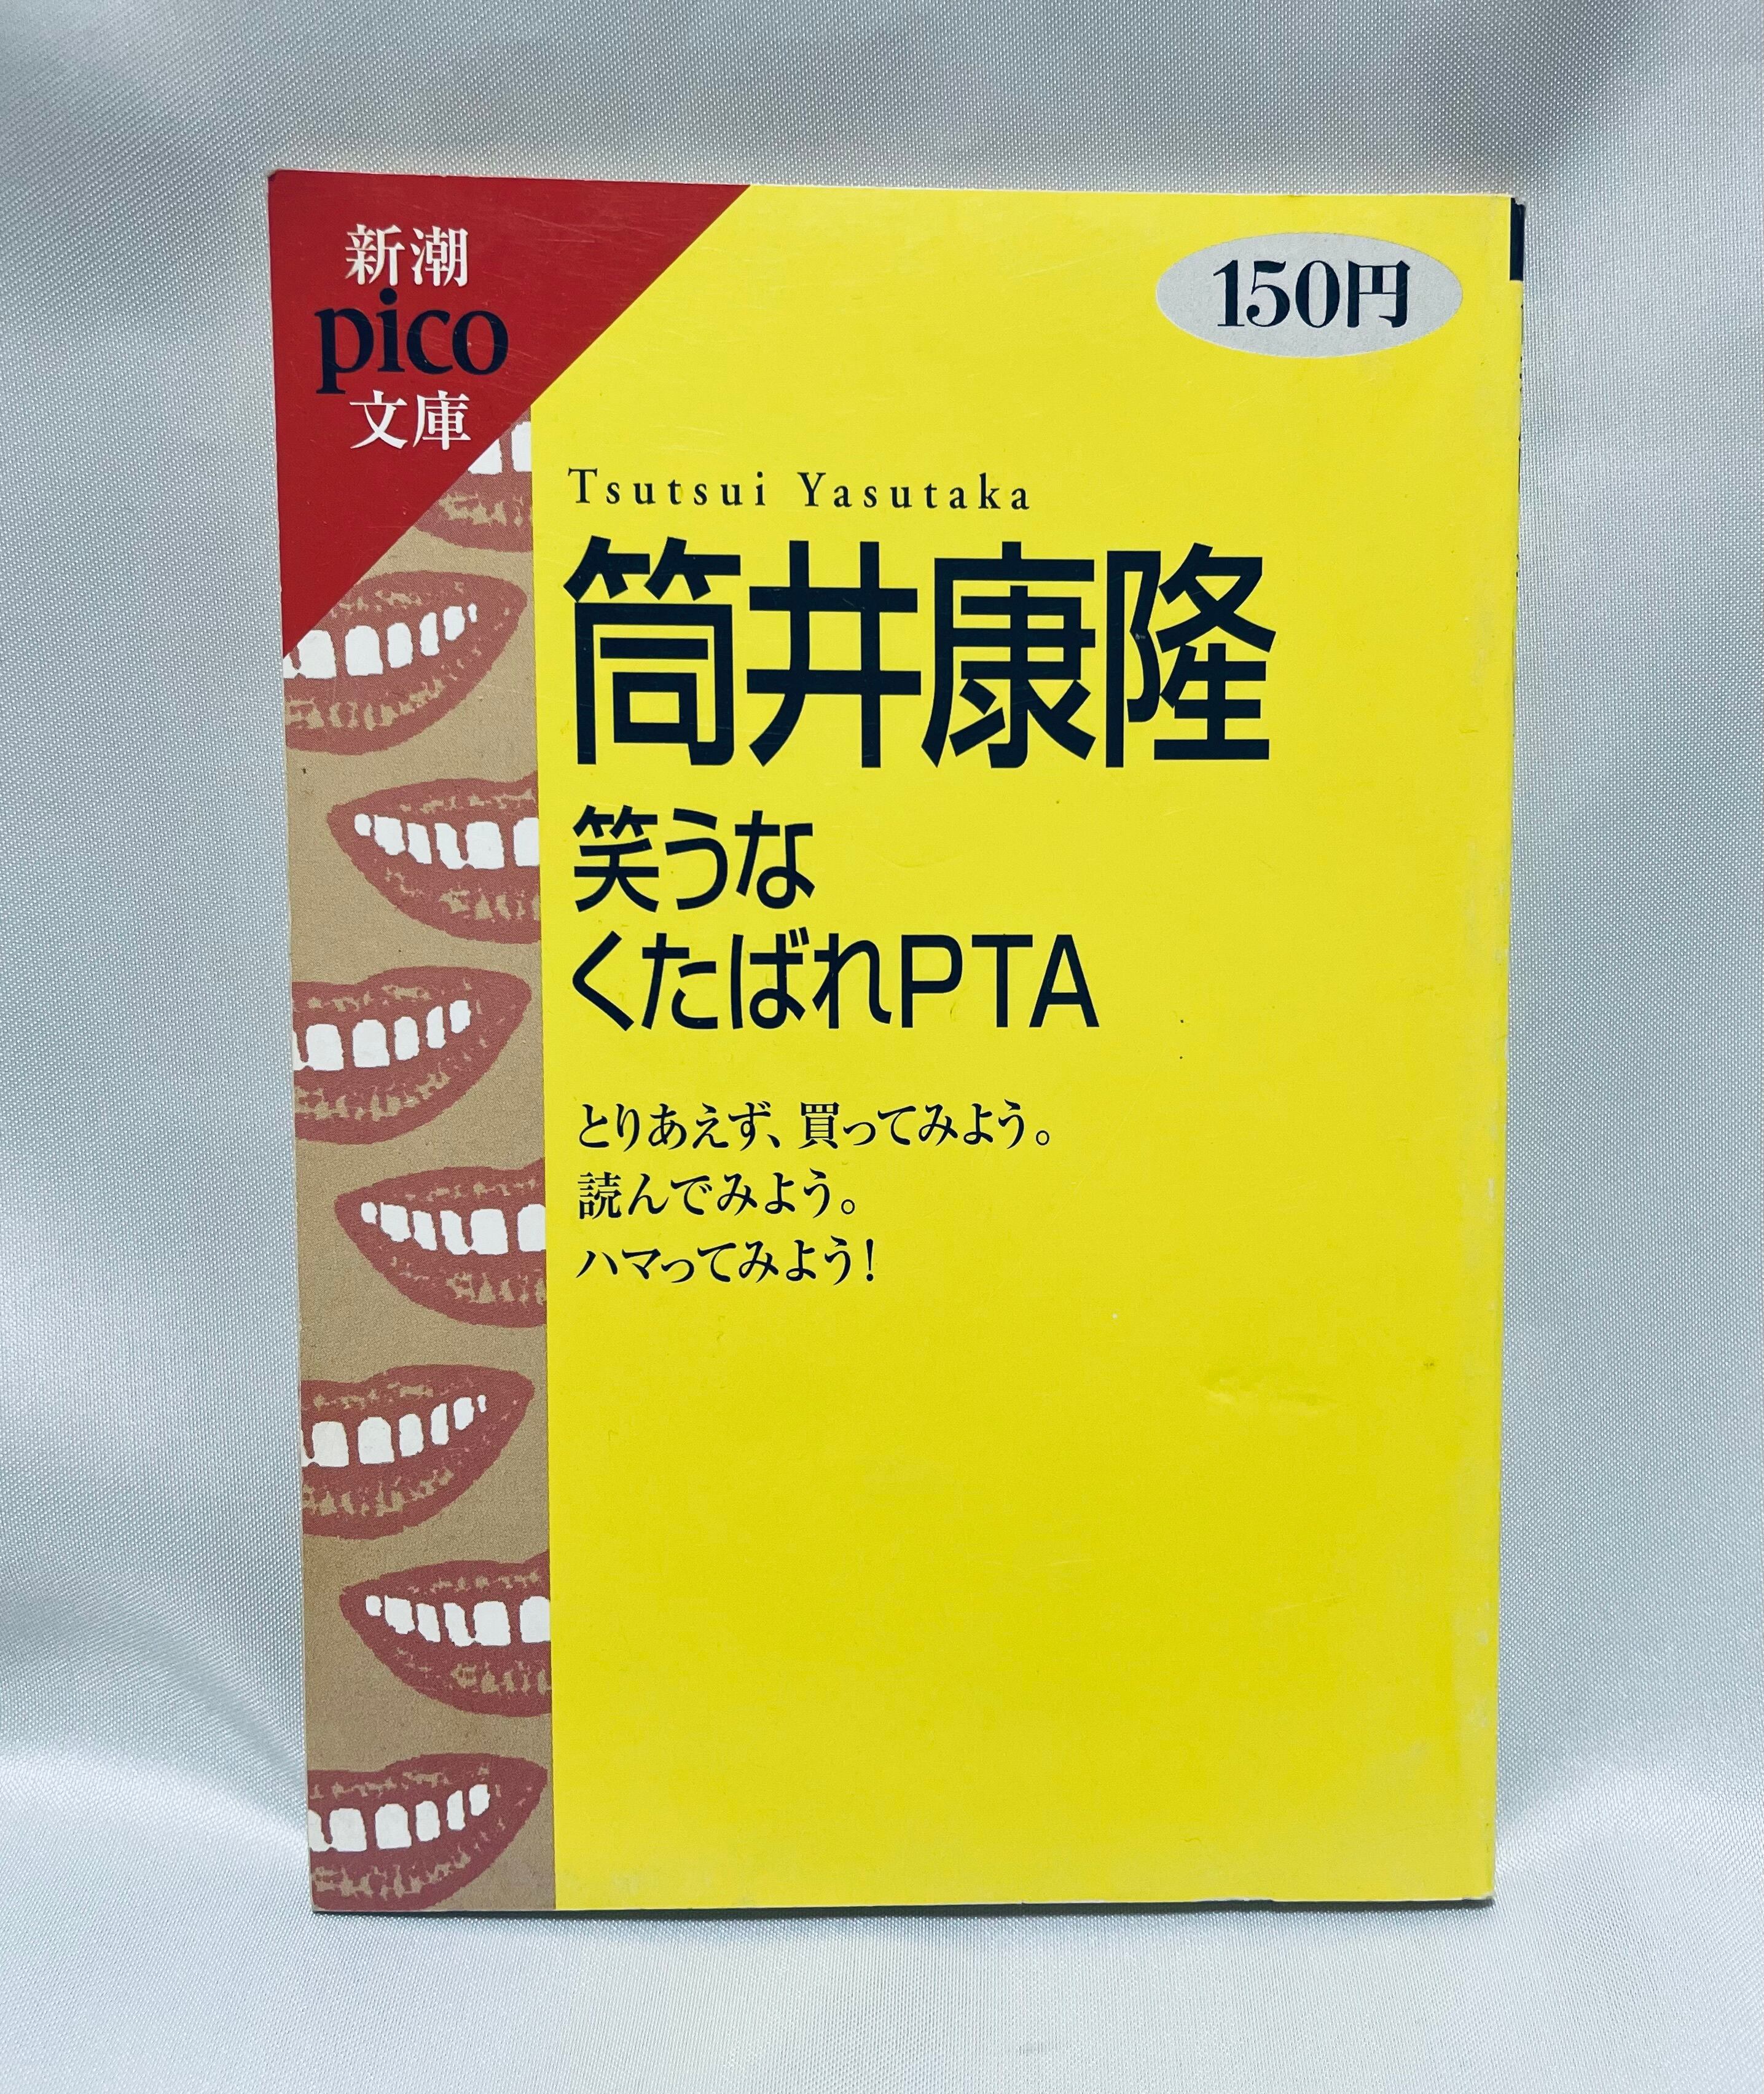 新潮
pico
文庫
150円
Tsutsui Yasutaka
筒井康隆
笑うな
くたばれPTA
とりあえず、買ってみよう。
読んでみよう。
ハマってみよう!